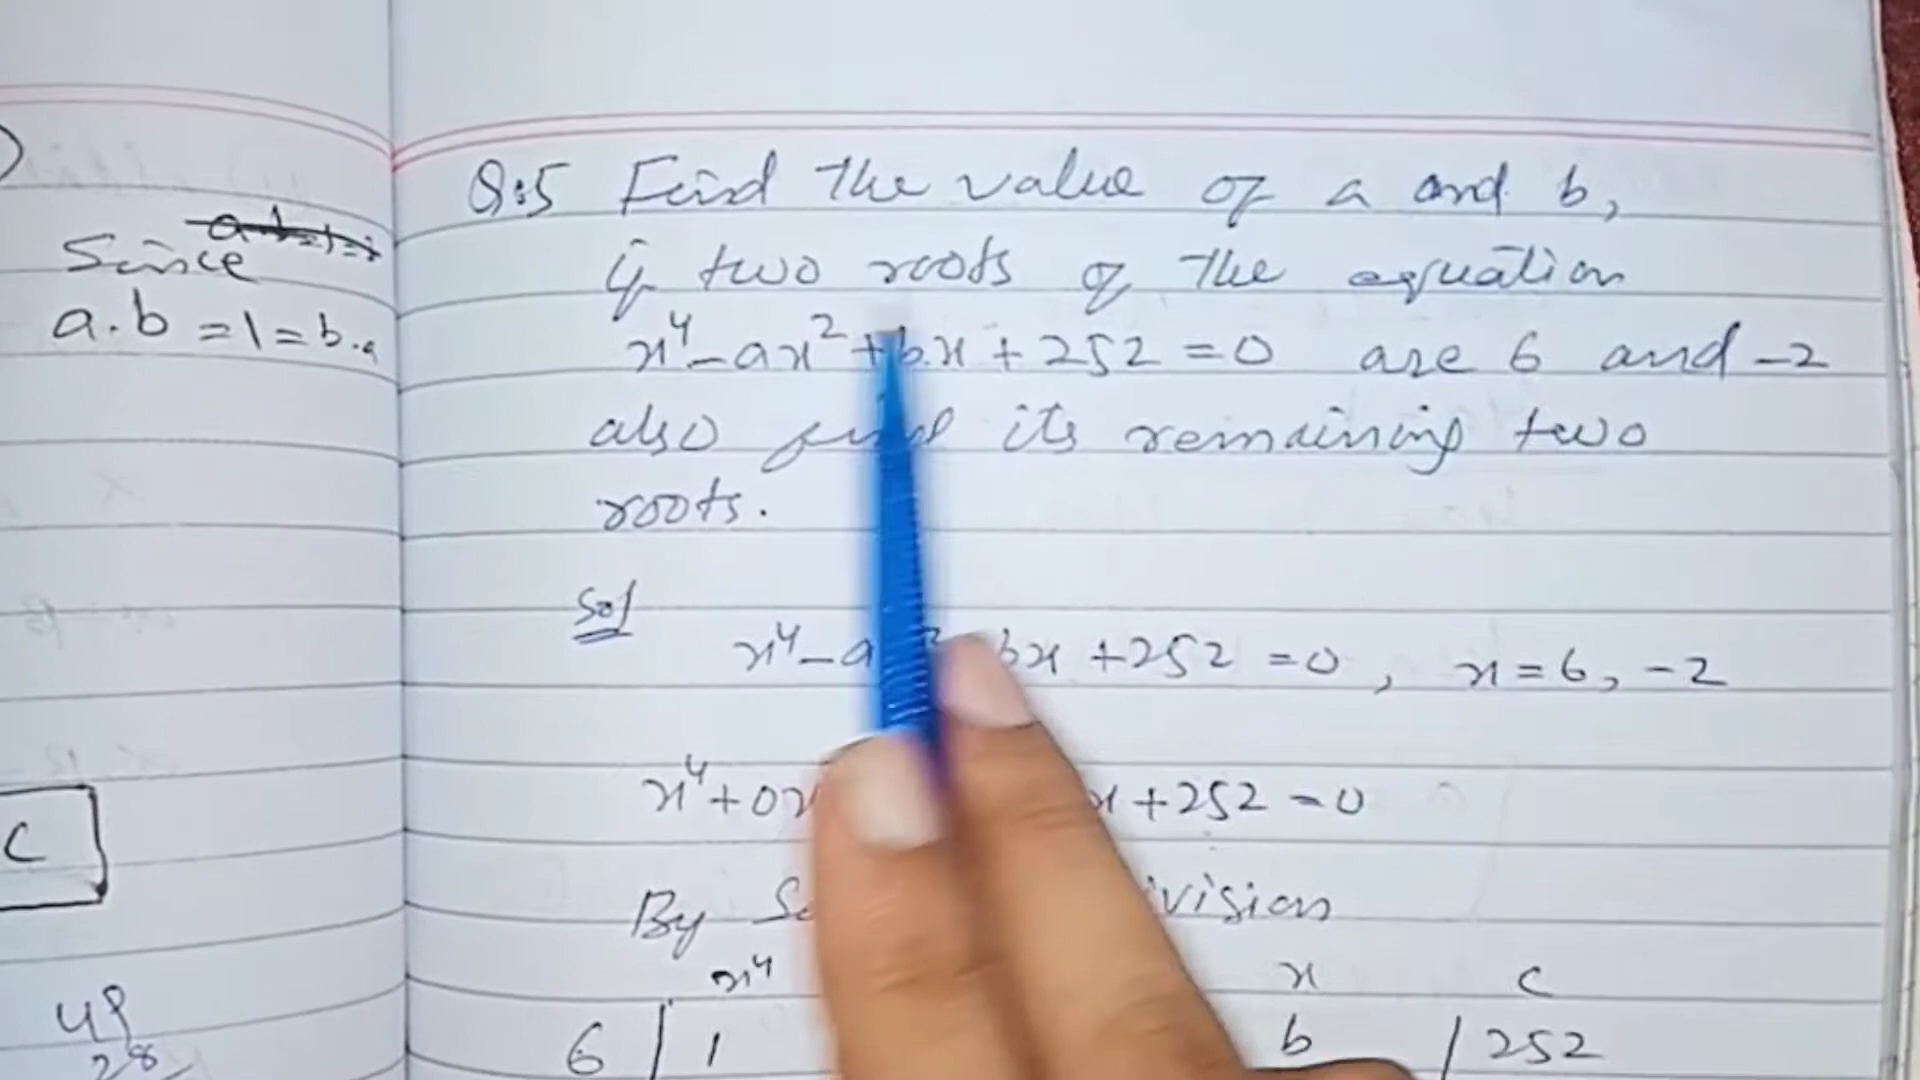 Since
a.b = 1 = b.a
C
Q:5 Find the value of a and b,
if two roots of the equation
x⁴-ax²+bx+252=0 are 6 and -2
also find its remaining two
roots.
Sol
x⁴-a bx+252=0, x=6,-2
x⁴+0x x+252=0
By vision
x⁴ x C
6 | 1 b | 252